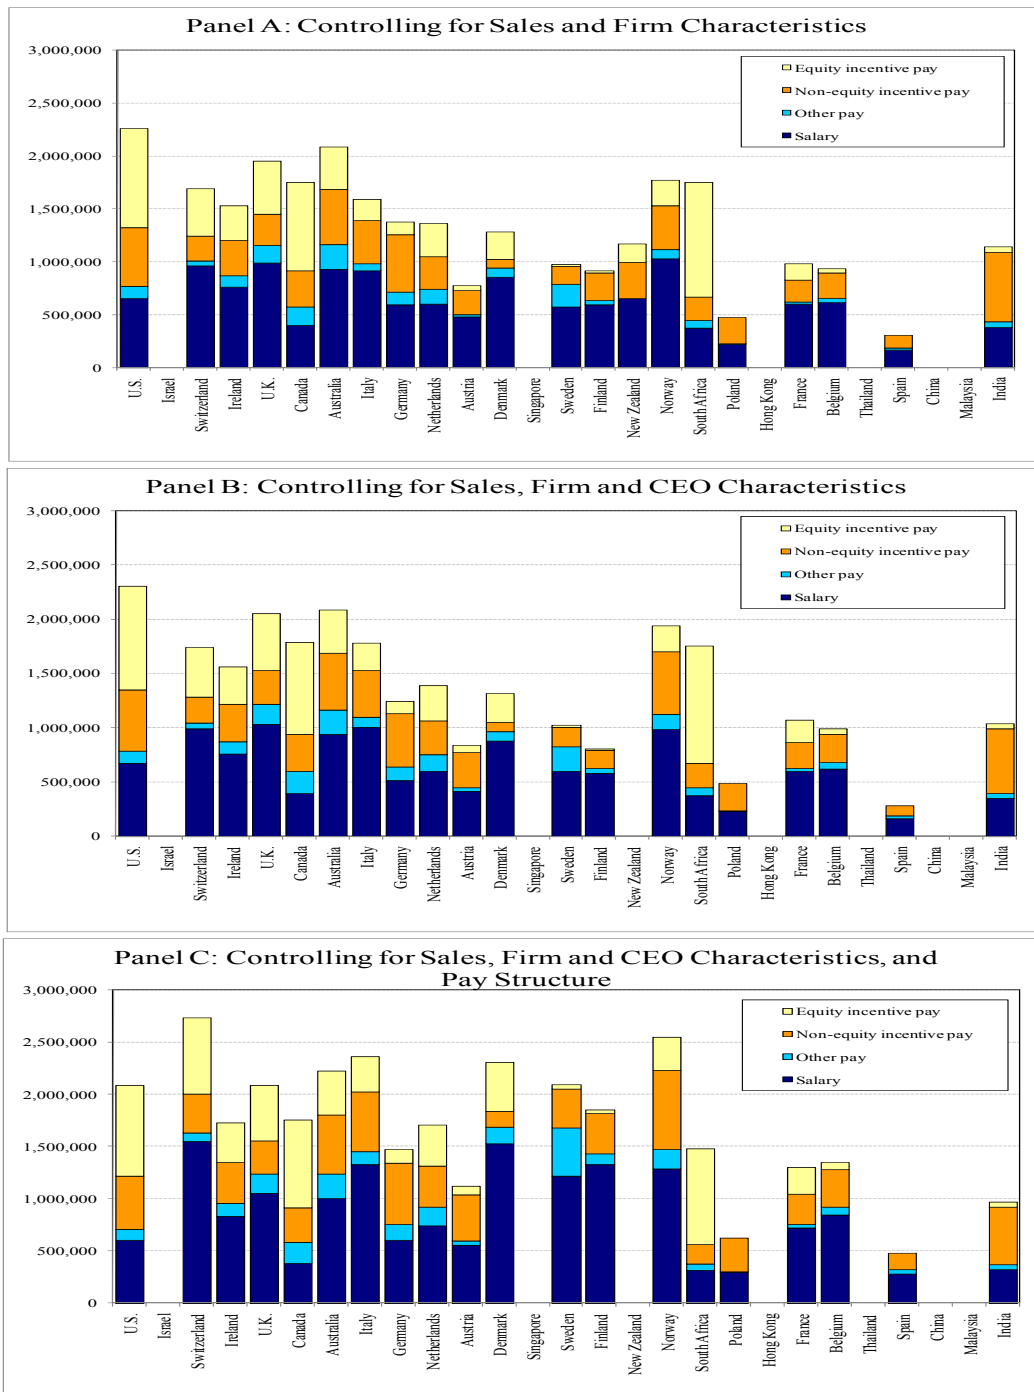 Panel A: Controlling for Sales and Firm Characteristics
3,000,000
2,500,000
2,000,000
1,500,000
1,000,000
500,000
0
Equity incentive pay
Non-equity incentive pay
Other pay
Salary
U.S.
Israel
Switzerland
Ireland
U.K.
Canada
Australia
Italy
Germany
Netherlands
Austria
Denmark
Singapore
Sweden
Finland
New Zealand
Norway
South Africa
Poland
Hong Kong
France
Belgium
Thailand
Spain
China
Malaysia
India
Panel B: Controlling for Sales, Firm and CEO Characteristics
3,000,000
2,500,000
2,000,000
1,500,000
1,000,000
500,000
0
Equity incentive pay
Non-equity incentive pay
Other pay
Salary
U.S.
Israel
Switzerland
Ireland
U.K.
Canada
Australia
Italy
Germany
Netherlands
Austria
Denmark
Singapore
Sweden
Finland
New Zealand
Norway
South Africa
Poland
Hong Kong
France
Belgium
Thailand
Spain
China
Malaysia
India
Panel C: Controlling for Sales, Firm and CEO Characteristics, and
Pay Structure
3,000,000
2,500,000
2,000,000
1,500,000
1,000,000
500,000
0
Equity incentive pay
Non-equity incentive pay
Other pay
Salary
U.S.
Israel
Switzerland
Ireland
U.K.
Canada
Australia
Italy
Germany
Netherlands
Austria
Denmark
Singapore
Sweden
Finland
New Zealand
Norway
South Africa
Poland
Hong Kong
France
Belgium
Thailand
Spain
China
Malaysia
India